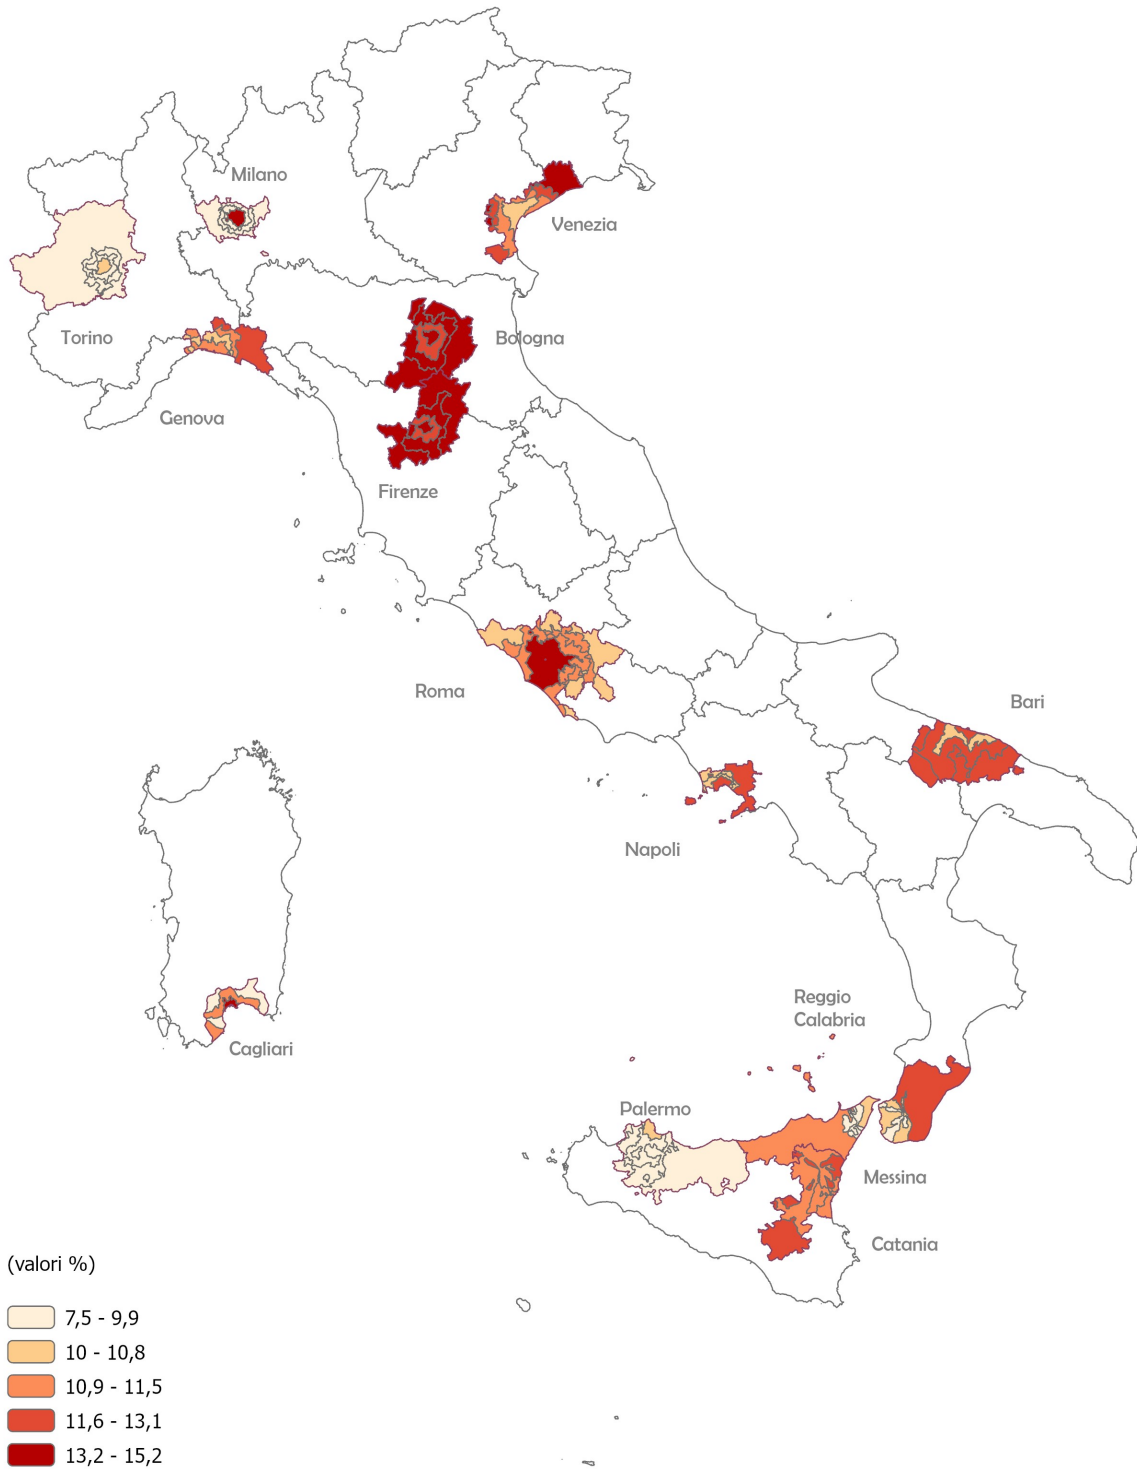 Milano
Venezia
Torino
Bologna
Genova
Firenze
Roma
Bari
Napoli
Reggio
Calabria
Cagliari
Palermo
Messina
Catania
(valori %)
7,5 - 9,9
10 - 10,8
10,9 - 11,5
11,6 - 13,1
13,2 - 15,2